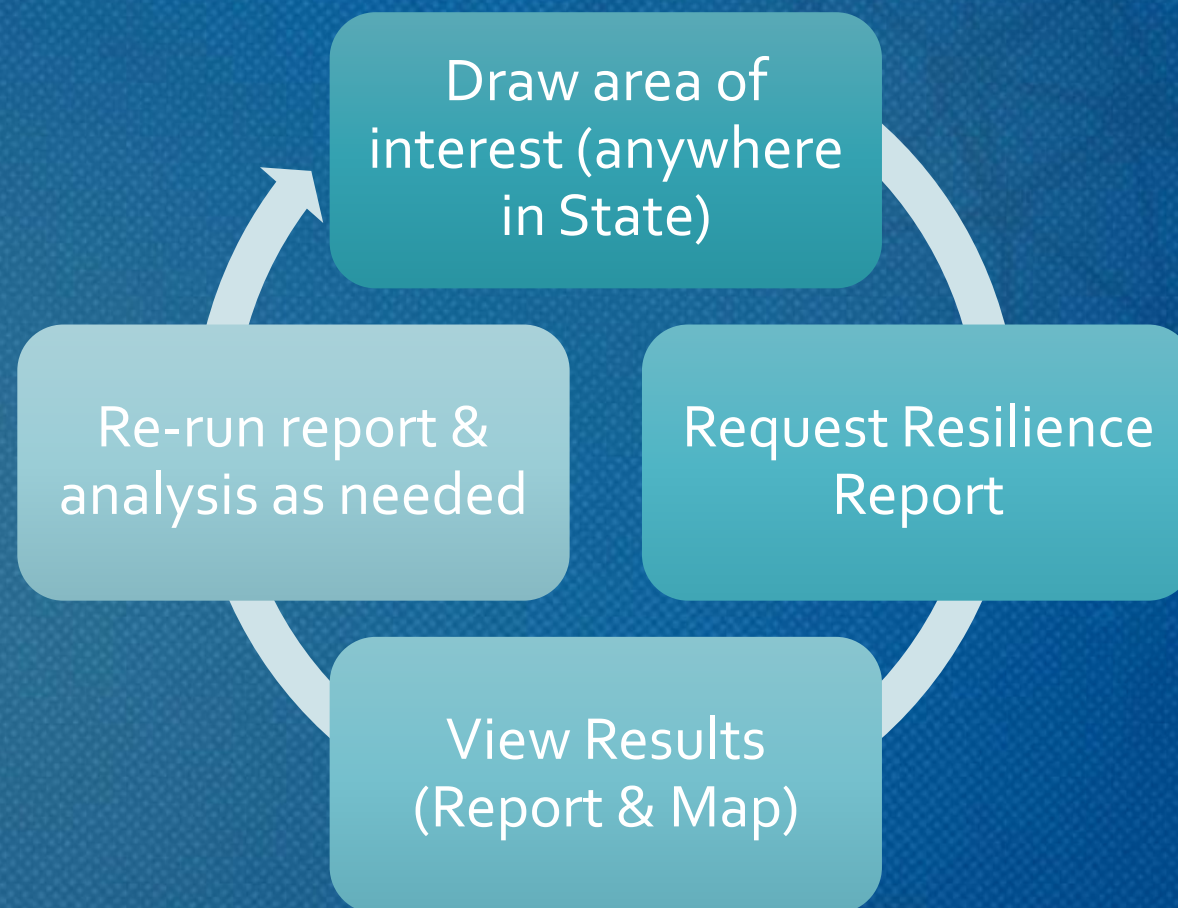 Draw area of
interest (anywhere
in State)
Request Resilience
Report
View Results
(Report & Map)
Re-run report &
analysis as needed